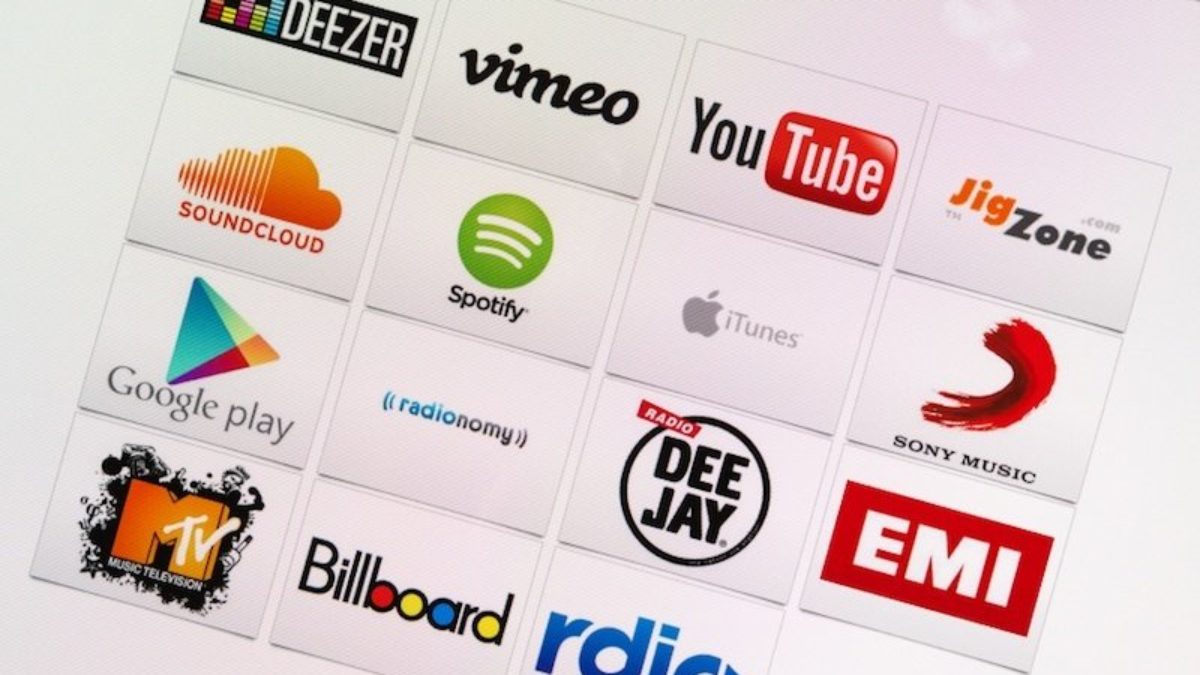 DEEZER
vimeo
YouTube
JigZone
.com
TM
SOUNDCLOUD
Spotify
iTunes
SONY MUSIC
Google play
((radionomy))
RADIO
DEE
JAY
EMI
MTV
MUSIC TELEVISION
Billboard
rdio